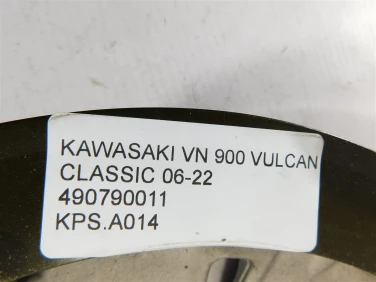 KAWASAKI VN 900 VULCAN
CLASSIC 06-22
490790011
KPS.A014